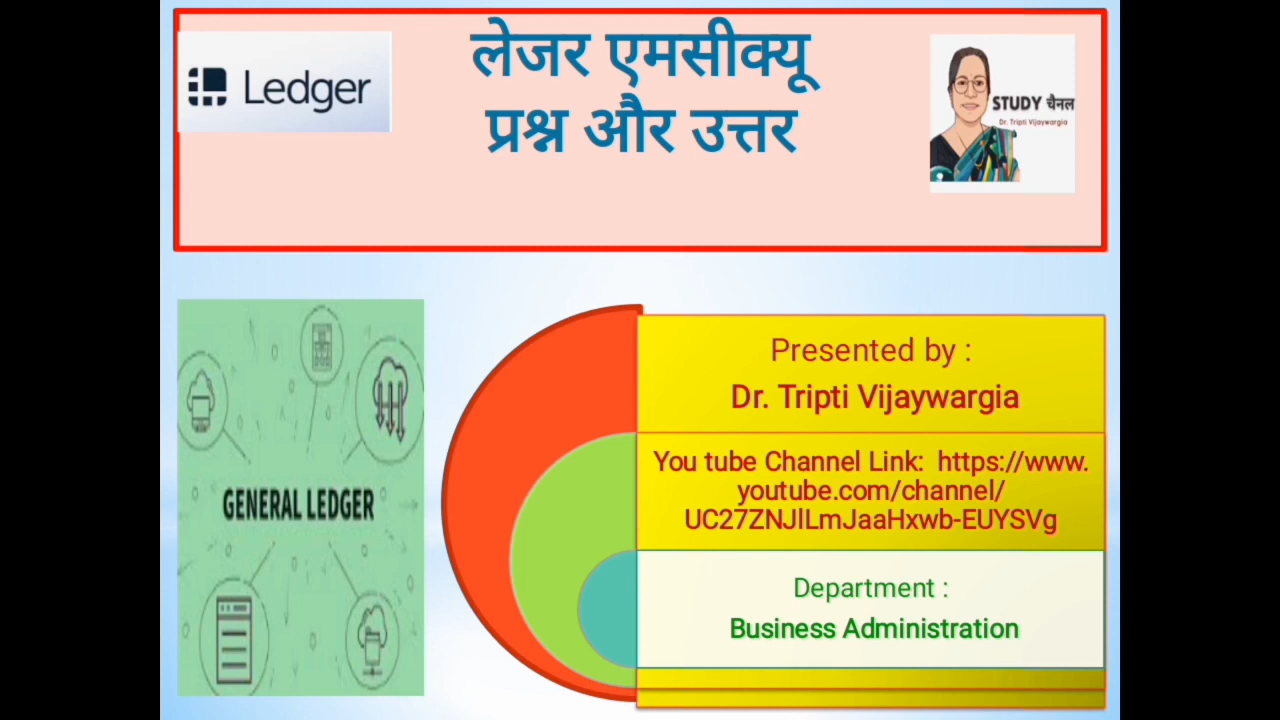 Ledger
लेजर एमसीक्यू
प्रश्न और उत्तर
STUDY चैनल
Dr. Tripti Vijaywargia
GENERAL LEDGER
Presented by :
Dr. Tripti Vijaywargia
You tube Channel Link: https://www.
youtube.com/channel/
UC27ZNJlLmJaaHxwb-EUYSVg
Department :
Business Administration